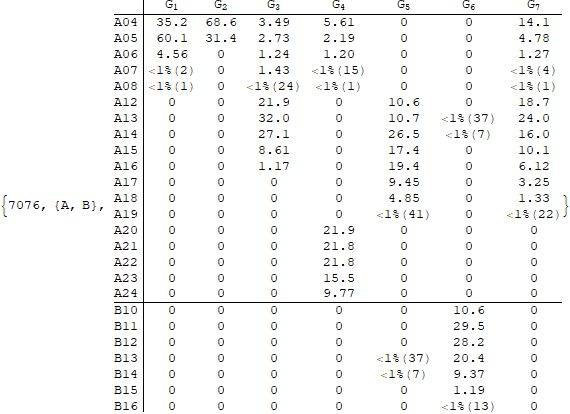 G1 G2 G3 G4 G5 G6 G7
A04 35.2 68.6 3.49 5.61 0 0 14.1
A05 60.1 31.4 2.73 2.19 0 0 4.78
A06 4.56 0 1.24 1.20 0 0 1.27
A07 <1%(2) 0 1.43 <1%(15) 0 0 <1%(4)
A08 <1%(1) 0 <1%(24) <1%(1) 0 0 <1%(1)
A12 0 0 21.9 0 10.6 0 18.7
A13 0 0 32.0 0 10.7 <1%(37) 24.0
A14 0 0 27.1 0 26.5 <1%(7) 16.0
A15 0 0 8.61 0 17.4 0 10.1
A16 0 0 1.17 0 19.4 0 6.12
A17 0 0 0 0 9.45 0 3.25
A18 0 0 0 0 4.85 0 1.33
{7076, {A, B}, A19 0 0 0 0 <1%(41) 0 <1%(22) }
A20 0 0 0 21.9 0 0 0
A21 0 0 0 21.8 0 0 0
A22 0 0 0 21.8 0 0 0
A23 0 0 0 15.5 0 0 0
A24 0 0 0 9.77 0 0 0
B10 0 0 0 0 0 10.6 0
B11 0 0 0 0 0 29.5 0
B12 0 0 0 0 0 28.2 0
B13 0 0 0 0 <1%(37) 20.4 0
B14 0 0 0 0 <1%(7) 9.37 0
B15 0 0 0 0 0 1.19 0
B16 0 0 0 0 0 <1%(13) 0